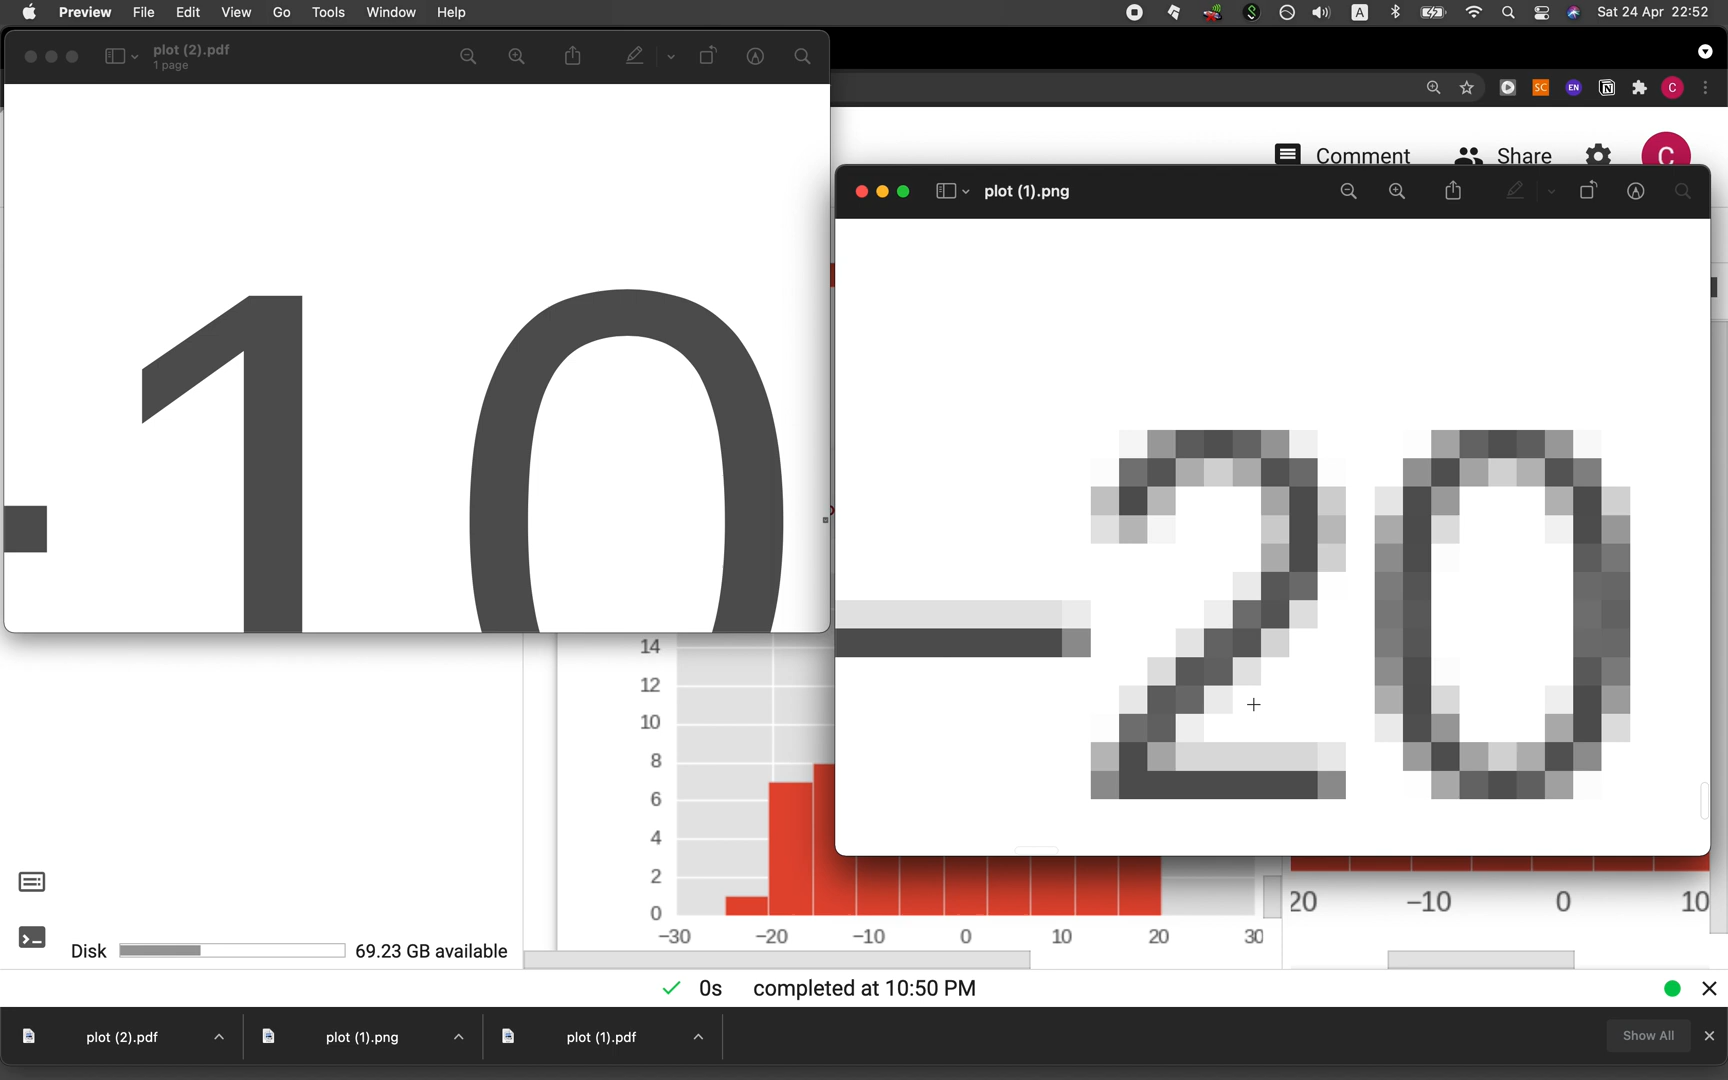 Preview File Edit View Go Tools Window Help
A
Sat 24 Apr 22:52
plot (2).pdf
1 page
SC EN C
Comment Share C
plot (1).png
10
−20
14
12
10
8
6
4
2
0
−30 −20 −10 0 10 20 30
20 −10 0 10
Disk 69.23 GB available
0s completed at 10:50 PM
plot (2).pdf plot (1).png plot (1).pdf Show All